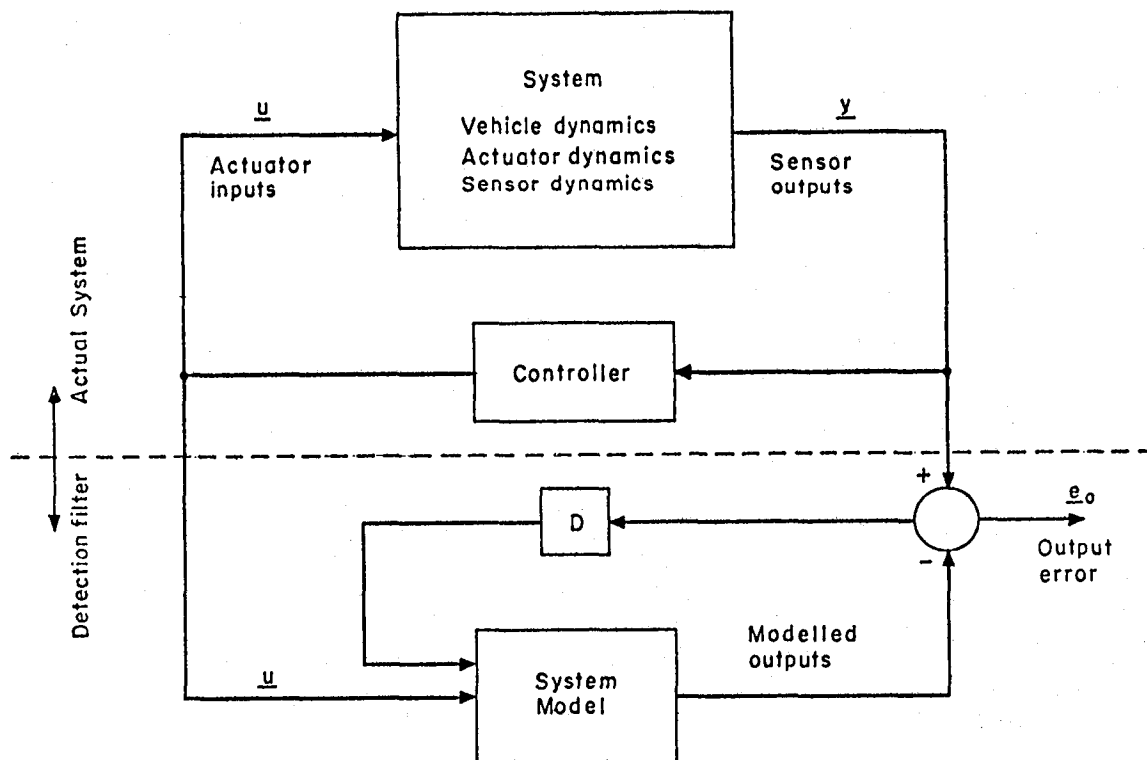 System
Vehicle dynamics
Actuator dynamics
Sensor dynamics
u
Actuator
inputs
y
Sensor
outputs
Actual System
Controller
Detection filter
D
+
-
e o
Output
error
u
System
Model
Modelled
outputs